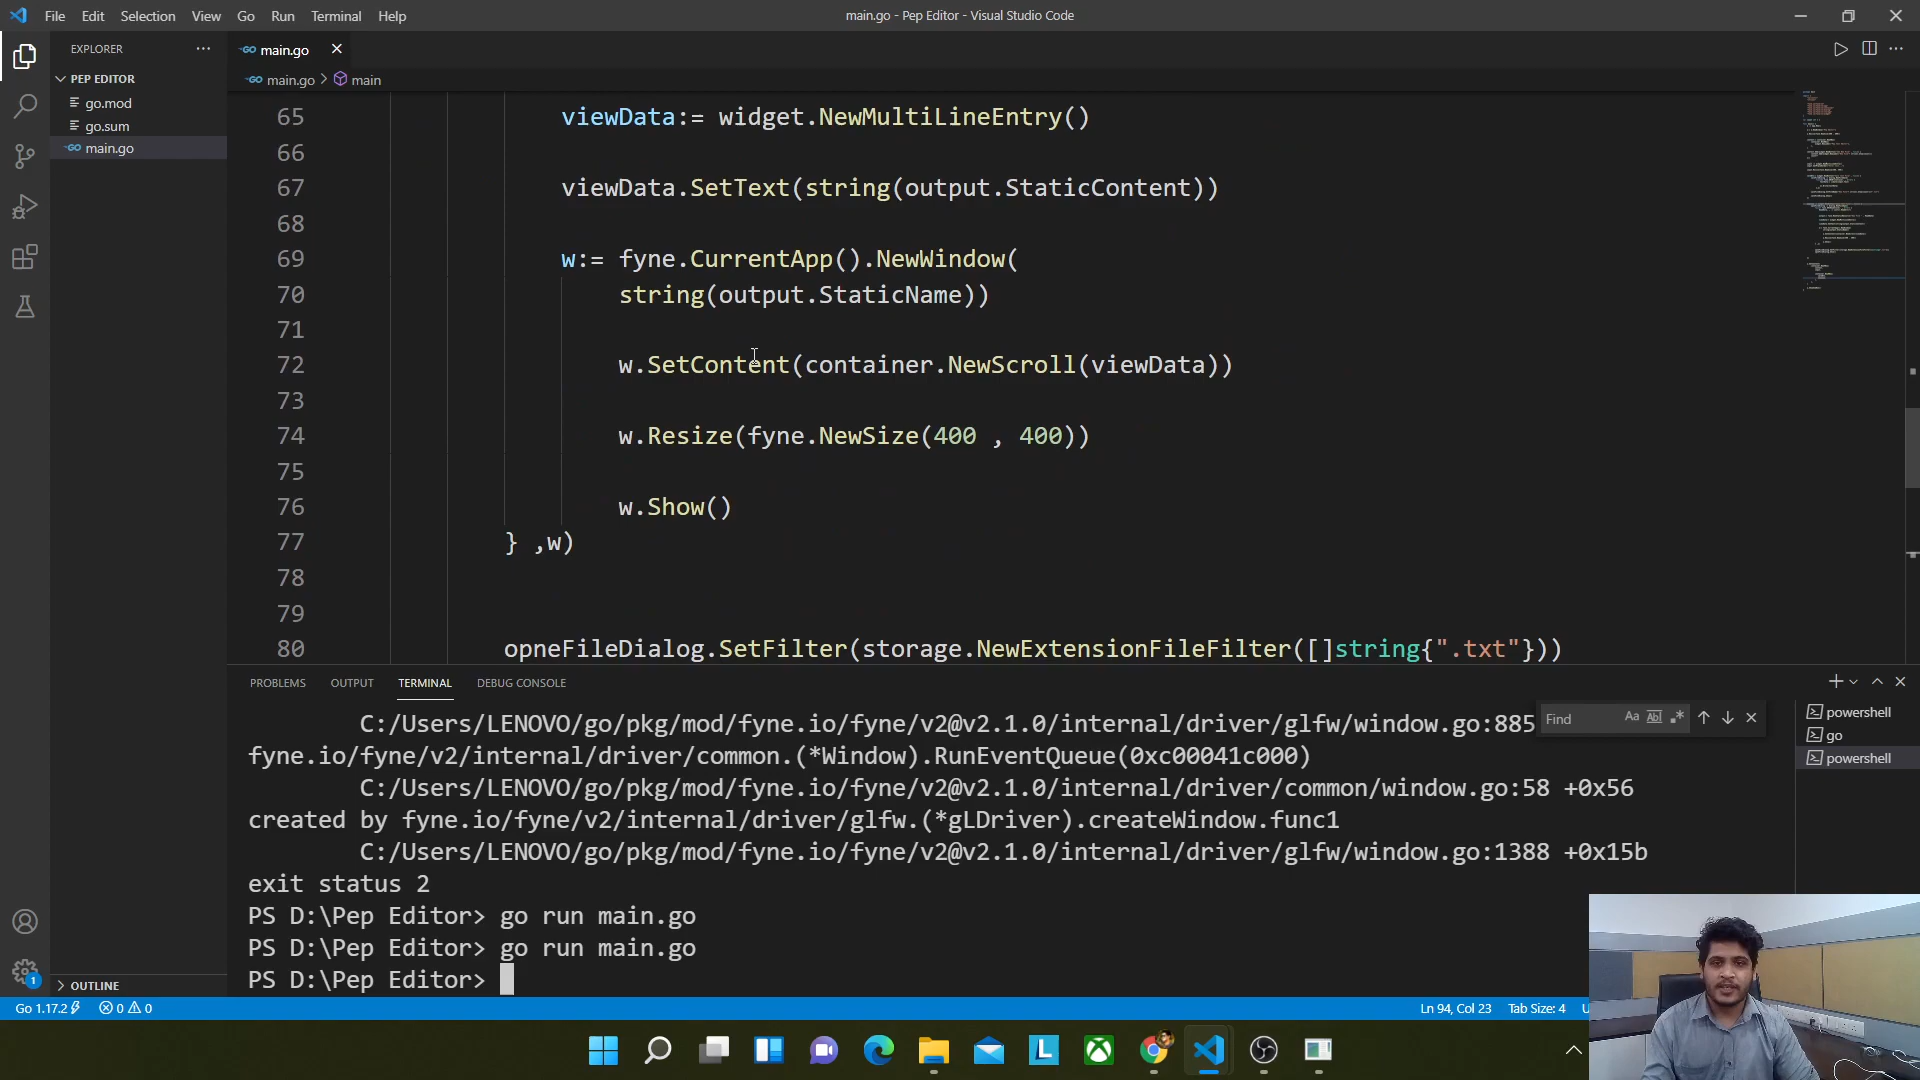 File Edit Selection View Go Run Terminal Help
main.go - Pep Editor - Visual Studio Code
EXPLORER
PEP EDITOR
go.mod
go.sum
main.go
OUTLINE
main.go
main.go > main
65 viewData:= widget.NewMultiLineEntry()
66
67 viewData.SetText(string(output.StaticContent))
68
69 w:= fyne.CurrentApp().NewWindow(
70 string(output.StaticName))
71
72 w.SetContent(container.NewScroll(viewData))
73
74 w.Resize(fyne.NewSize(400 , 400))
75
76 w.Show()
77 } ,w)
78
79
80 opneFileDialog.SetFilter(storage.NewExtensionFileFilter([]string{".txt"}))
PROBLEMS OUTPUT TERMINAL DEBUG CONSOLE
Find Aa Abl
powershell
go
powershell
C:/Users/LENOVO/go/pkg/mod/fyne.io/fyne/v2@v2.1.0/internal/driver/glfw/window.go:885
fyne.io/fyne/v2/internal/driver/common.(*Window).RunEventQueue(0xc00041c000)
C:/Users/LENOVO/go/pkg/mod/fyne.io/fyne/v2@v2.1.0/internal/driver/common/window.go:58 +0x56
created by fyne.io/fyne/v2/internal/driver/glfw.(*gLDriver).createWindow.func1
C:/Users/LENOVO/go/pkg/mod/fyne.io/fyne/v2@v2.1.0/internal/driver/glfw/window.go:1388 +0x15b
exit status 2
PS D:\Pep Editor> go run main.go
PS D:\Pep Editor> go run main.go
PS D:\Pep Editor>
1
Go 1.17.2 0 0
Ln 94, Col 23 Tab Size: 4 U
L